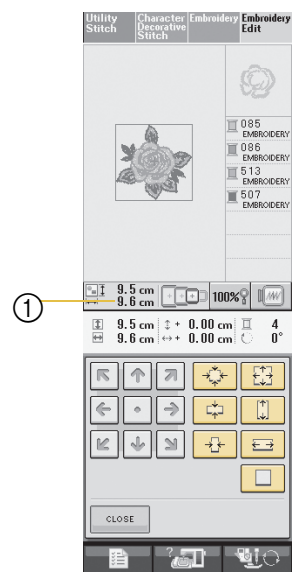 Utility Stitch
Character Decorative Stitch
Embroidery
Embroidery Edit
085
EMBROIDERY
086
EMBROIDERY
513
EMBROIDERY
507
EMBROIDERY
9.5 cm
9.6 cm
100%
1
9.5 cm + 0.00 cm 4
9.6 cm + 0.00 cm 0°
CLOSE
?